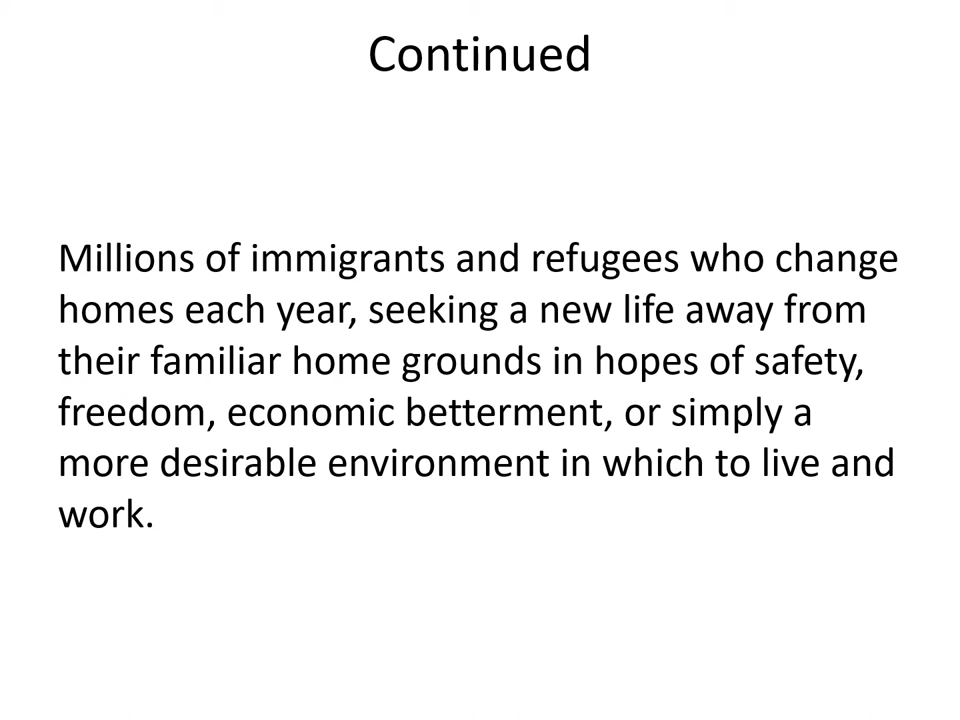 Continued
Millions of immigrants and refugees who change
homes each year, seeking a new life away from
their familiar home grounds in hopes of safety,
freedom, economic betterment, or simply a
more desirable environment in which to live and
work.